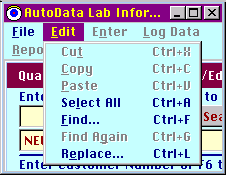 AutoData Lab Infor...
File Edit Enter Log Data
Repo
Cut Ctrl+X
Copy Ctrl+C
Paste Ctrl+V
Select All Ctrl+A
Find... Ctrl+F
Find Again Ctrl+G
Replace... Ctrl+L
Qua /Ed
Ente to
Sea
NEU
Enter Customer Number or F6 t